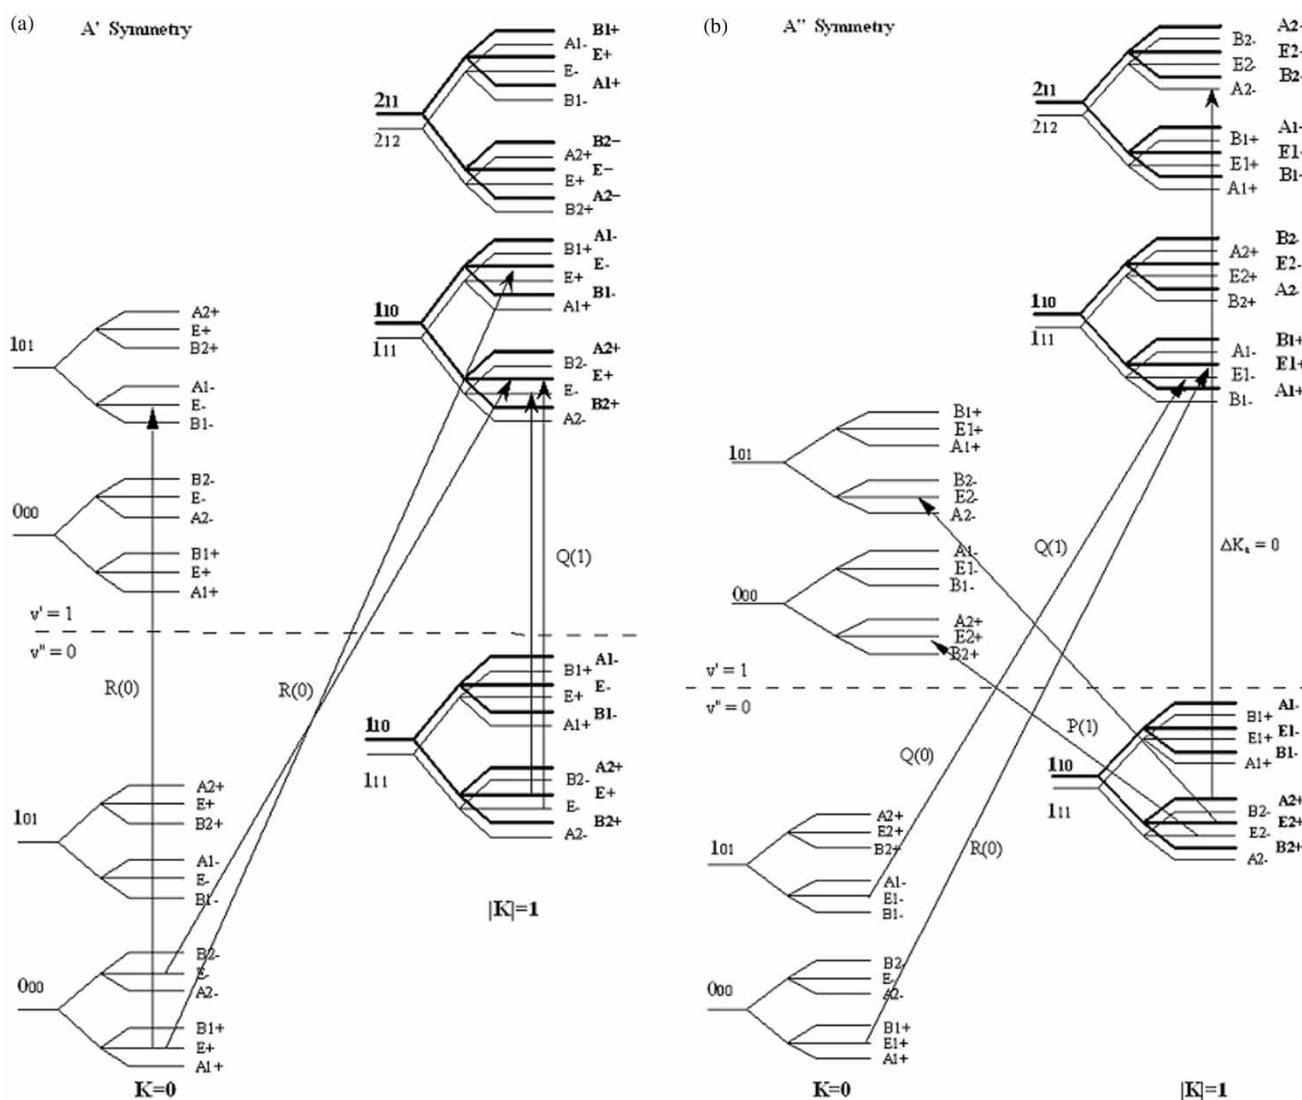 (a)
A' Symmetry
B1+
A1-
E+
E-
A1+
B1-
2₁₁
2₁₂
B2−
A2+
E−
E+
A2−
B2+
A1-
B1+
E-
E+
B1-
A1+
1₁₀
1₁₁
A2+
B2-
E+
E-
B2+
A2-
A2+
E+
B2+
1₀₁
A1-
E-
B1-
B2-
E-
A2-
0₀₀
B1+
E+
A1+
Q(1)
v' = 1
v" = 0
R(0)
R(0)
A1-
B1+
E-
E+
B1-
A1+
1₁₀
1₁₁
A2+
B2-
E+
E-
B2+
A2-
A2+
E+
B2+
1₀₁
A1-
E-
B1-
|K|=1
B2-
E-
A2-
0₀₀
B1+
E+
A1+
K=0
(b)
A'' Symmetry
A2-
B2-
E2-
E2-
B2-
A2-
2₁₁
2₁₂
A1-
B1+
E1+
E1+
B1-
A1+
B2-
A2+
E2-
E2+
A2-
B2+
1₁₀
1₁₁
B1+
A1-
E1+
E1-
A1+
B1-
B1+
E1+
A1+
1₀₁
B2-
E2-
A2-
A1-
E1-
B1-
0₀₀
A2+
E2+
B2+
Q(1)
ΔKₐ = 0
v' = 1
v" = 0
P(1)
Q(0)
R(0)
A1-
B1+
E1-
E1+
B1-
A1+
1₁₀
1₁₁
A2+
B2-
E2+
E2-
B2+
A2-
A2+
E2+
B2+
1₀₁
A1-
E1-
B1-
B2-
E-
A2-
0₀₀
B1+
E1+
A1+
K=0
|K|=1